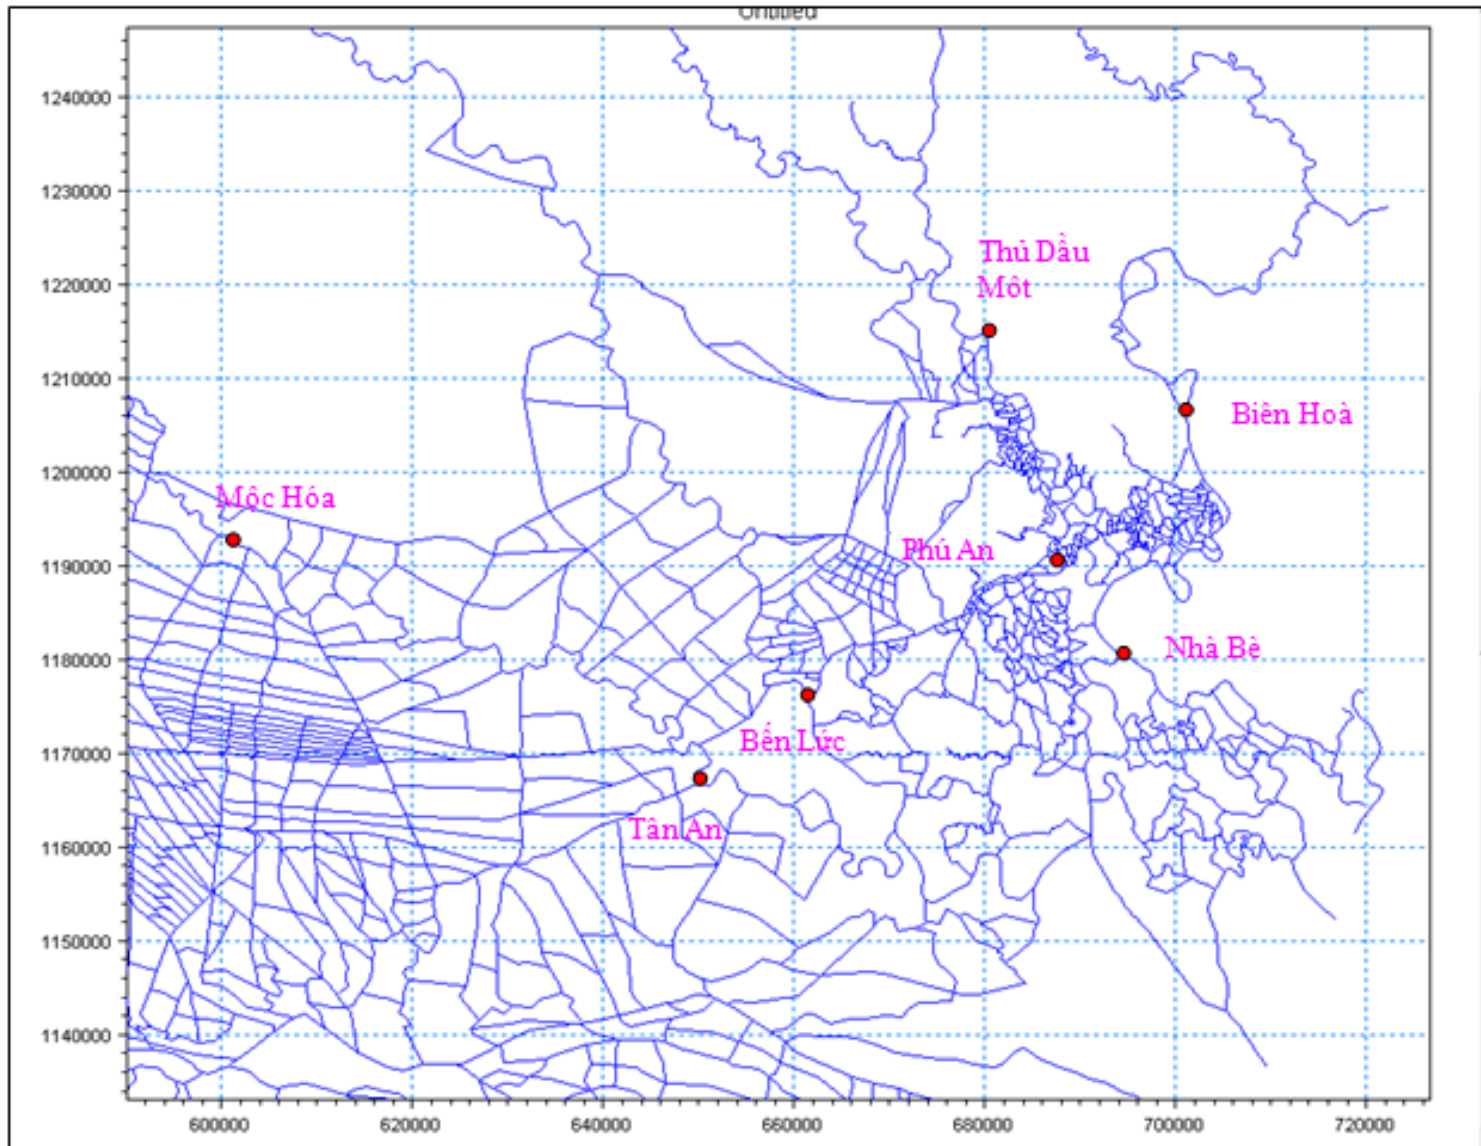 Untitled
1240000
1230000
Thủ Dầu
1220000
Môt
1210000
Biên Hoà
1200000
Mộc Hóa
Phú An
1190000
Nhà Bè
1180000
Bến Lức
1170000
Tân An
1160000
1150000
1140000
600000 620000 640000 660000 680000 700000 720000